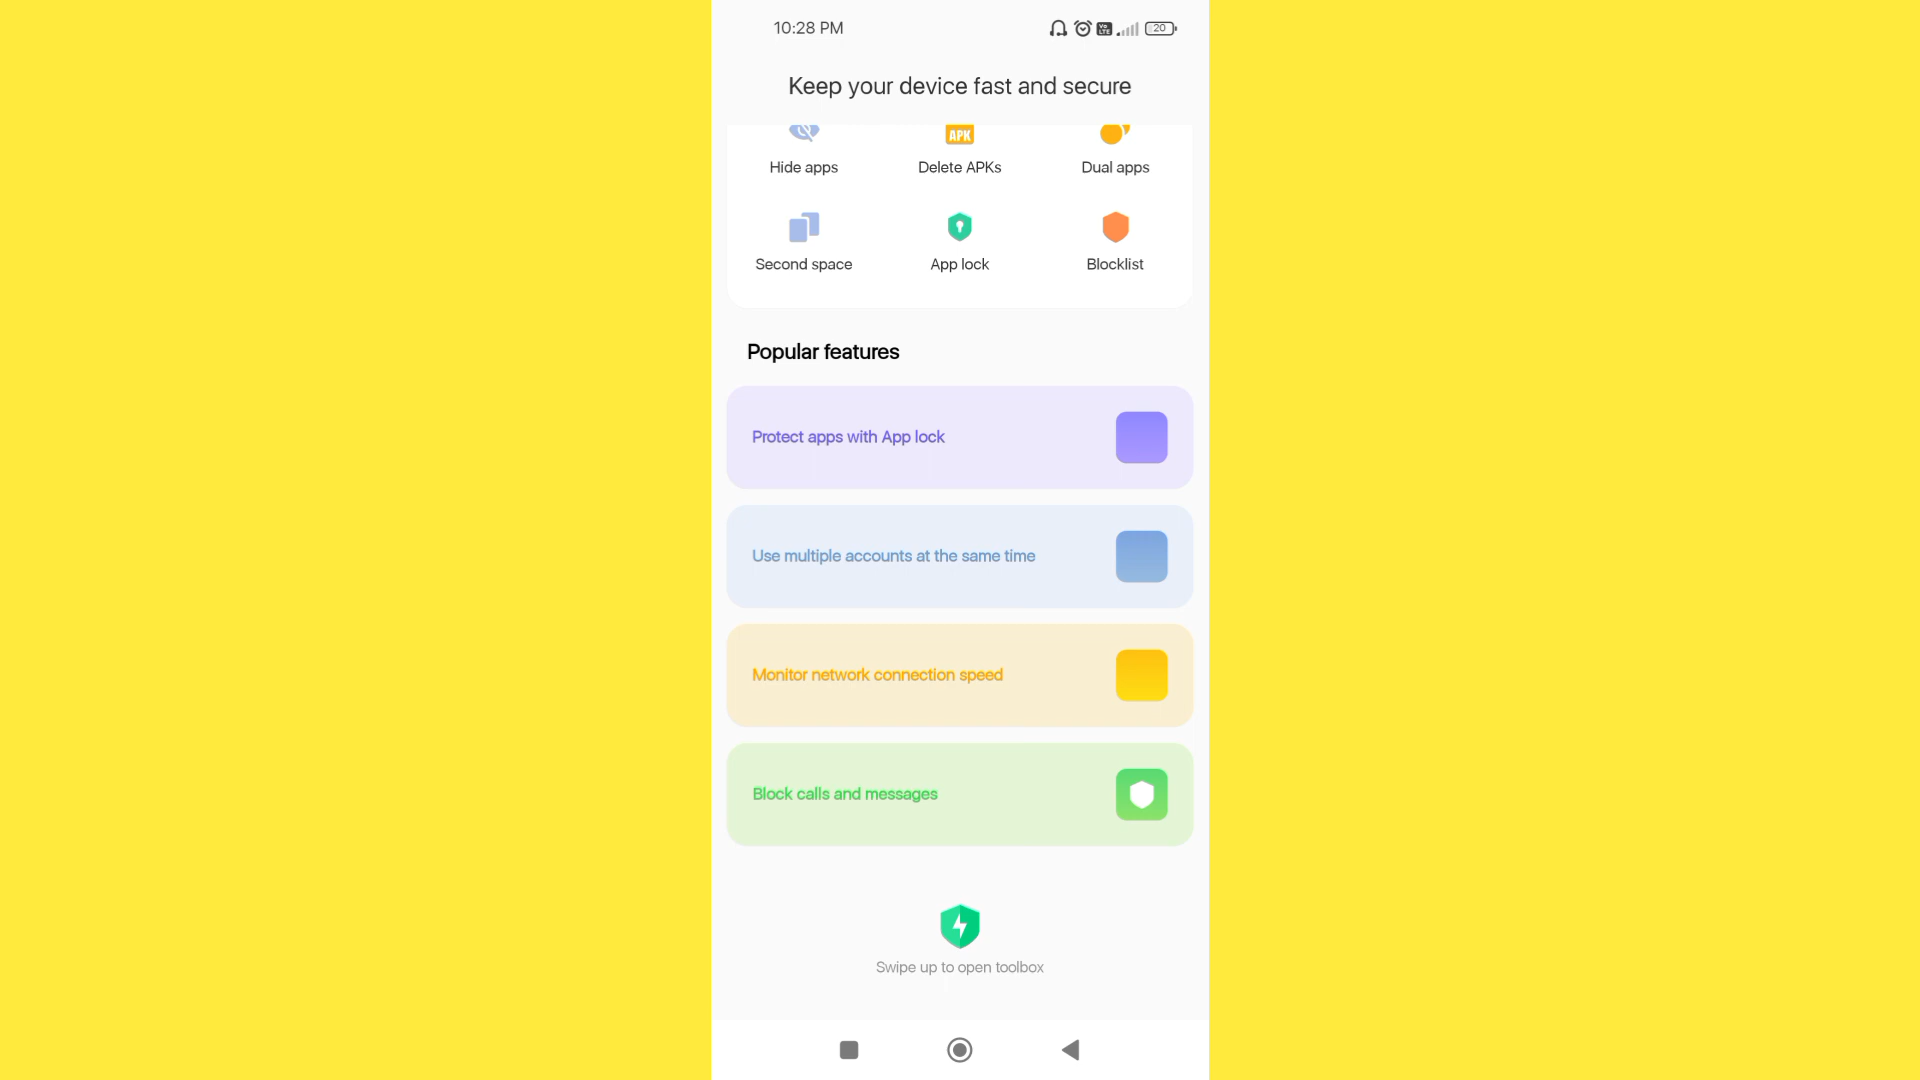 10:28 PM
Vo
LTE
20
Keep your device fast and secure
APK
Hide apps
Delete APKs
Dual apps
Second space
App lock
Blocklist
Popular features
Protect apps with App lock
Use multiple accounts at the same time
Monitor network connection speed
Block calls and messages
Swipe up to open toolbox